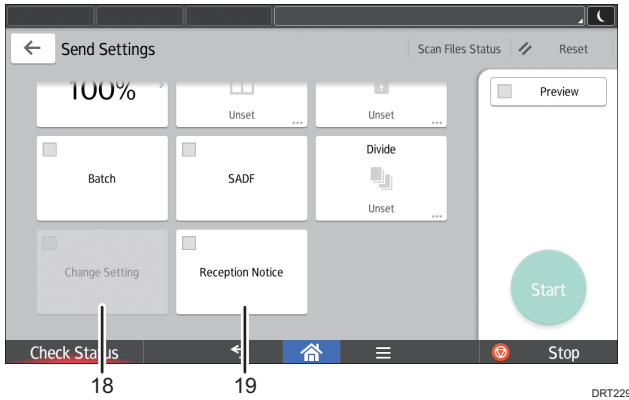 Send Settings
Scan Files Status
Reset
100%
Unset
Unset
Preview
Batch
SADF
Divide
Unset
Change Setting
Reception Notice
Start
Check Status
Stop
18
19
DRT229